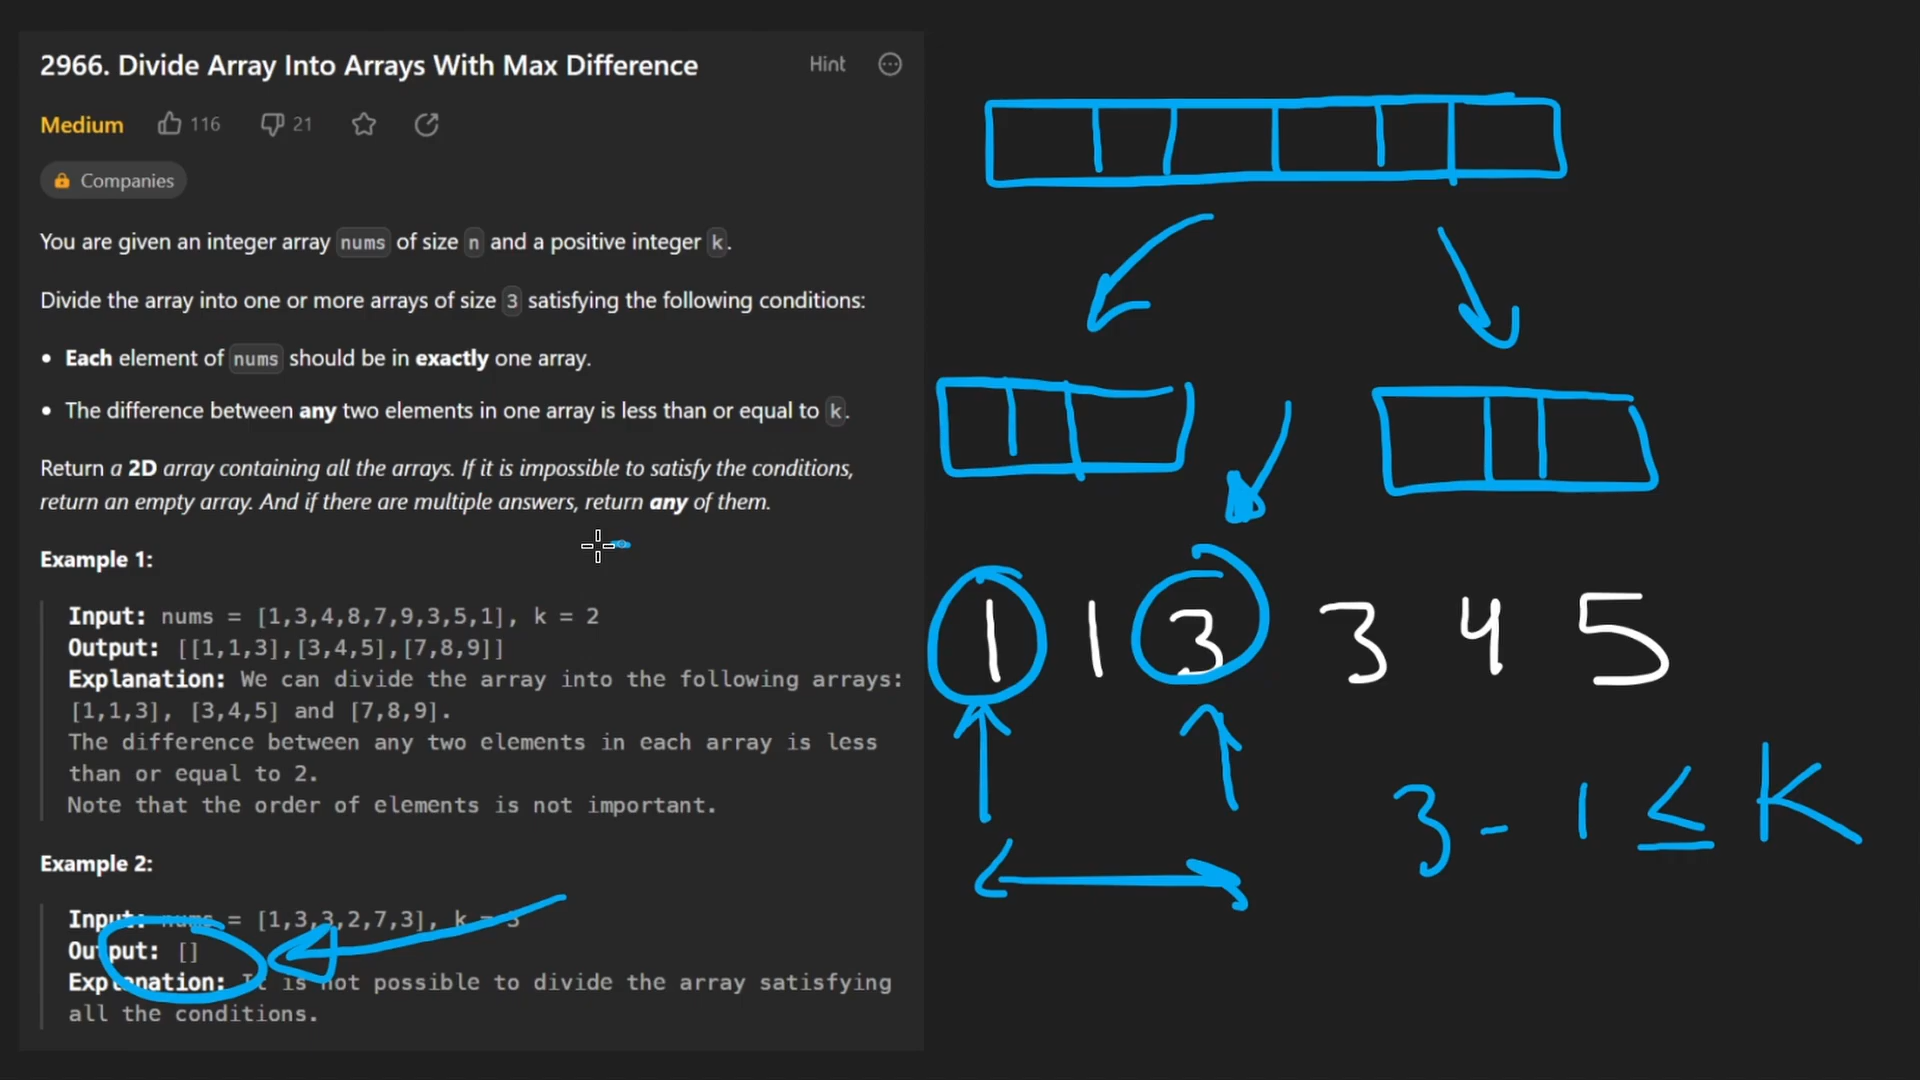 2966. Divide Array Into Arrays With Max Difference
Hint
Medium 116 21
Companies
You are given an integer array nums of size n and a positive integer k.
Divide the array into one or more arrays of size 3 satisfying the following conditions:
• Each element of nums should be in exactly one array.
• The difference between any two elements in one array is less than or equal to k.
Return a 2D array containing all the arrays. If it is impossible to satisfy the conditions,
return an empty array. And if there are multiple answers, return any of them.
Example 1:
Input: nums = [1,3,4,8,7,9,3,5,1], k = 2
Output: [[1,1,3],[3,4,5],[7,8,9]]
Explanation: We can divide the array into the following arrays:
[1,1,3], [3,4,5] and [7,8,9].
The difference between any two elements in each array is less
than or equal to 2.
Note that the order of elements is not important.
Example 2:
Input: nums = [1,3,3,2,7,3], k = 3
Output: []
Explanation: It is not possible to divide the array satisfying
all the conditions.
1 1 3 3 4 5
3 - 1 ≤ K